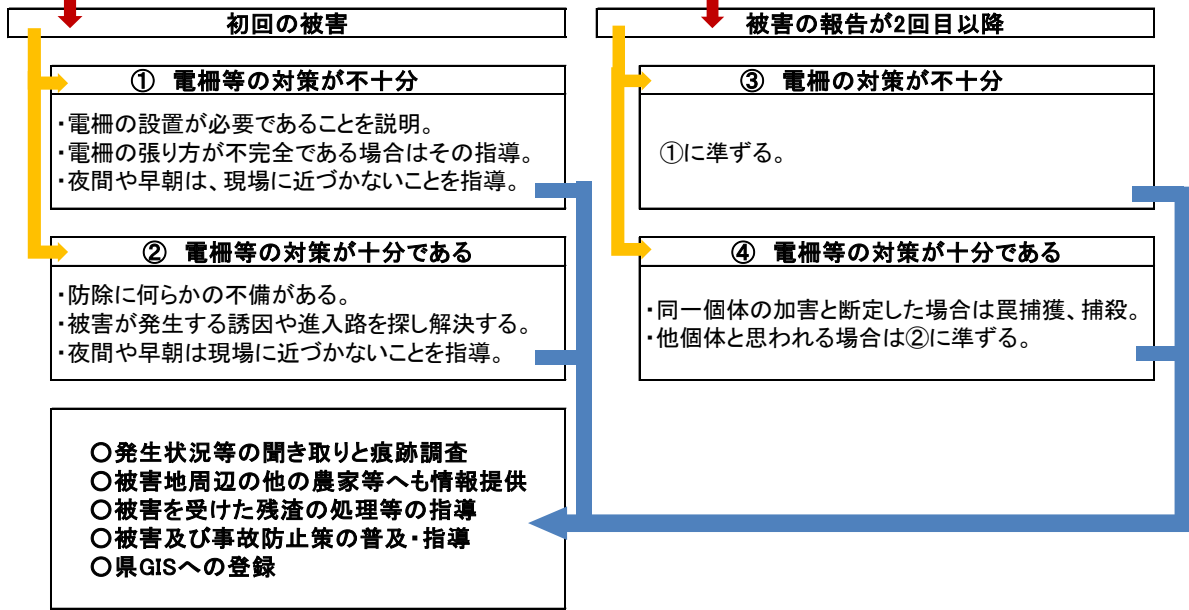 初回の被害
① 電柵等の対策が不十分
・電柵の設置が必要であることを説明。
・電柵の張り方が不完全である場合はその指導。
・夜間や早朝は、現場に近づかないことを指導。
② 電柵等の対策が十分である
・防除に何らかの不備がある。
・被害が発生する誘因や進入路を探し解決する。
・夜間や早朝は現場に近づかないことを指導。
被害の報告が2回目以降
③ 電柵の対策が不十分
①に準ずる。
④ 電柵等の対策が十分である
・同一個体の加害と断定した場合は罠捕獲、捕殺。
・他個体と思われる場合は②に準ずる。
○発生状況等の聞き取りと痕跡調査
○被害地周辺の他の農家等へも情報提供
○被害を受けた残渣の処理等の指導
○被害及び事故防止策の普及・指導
○県GISへの登録